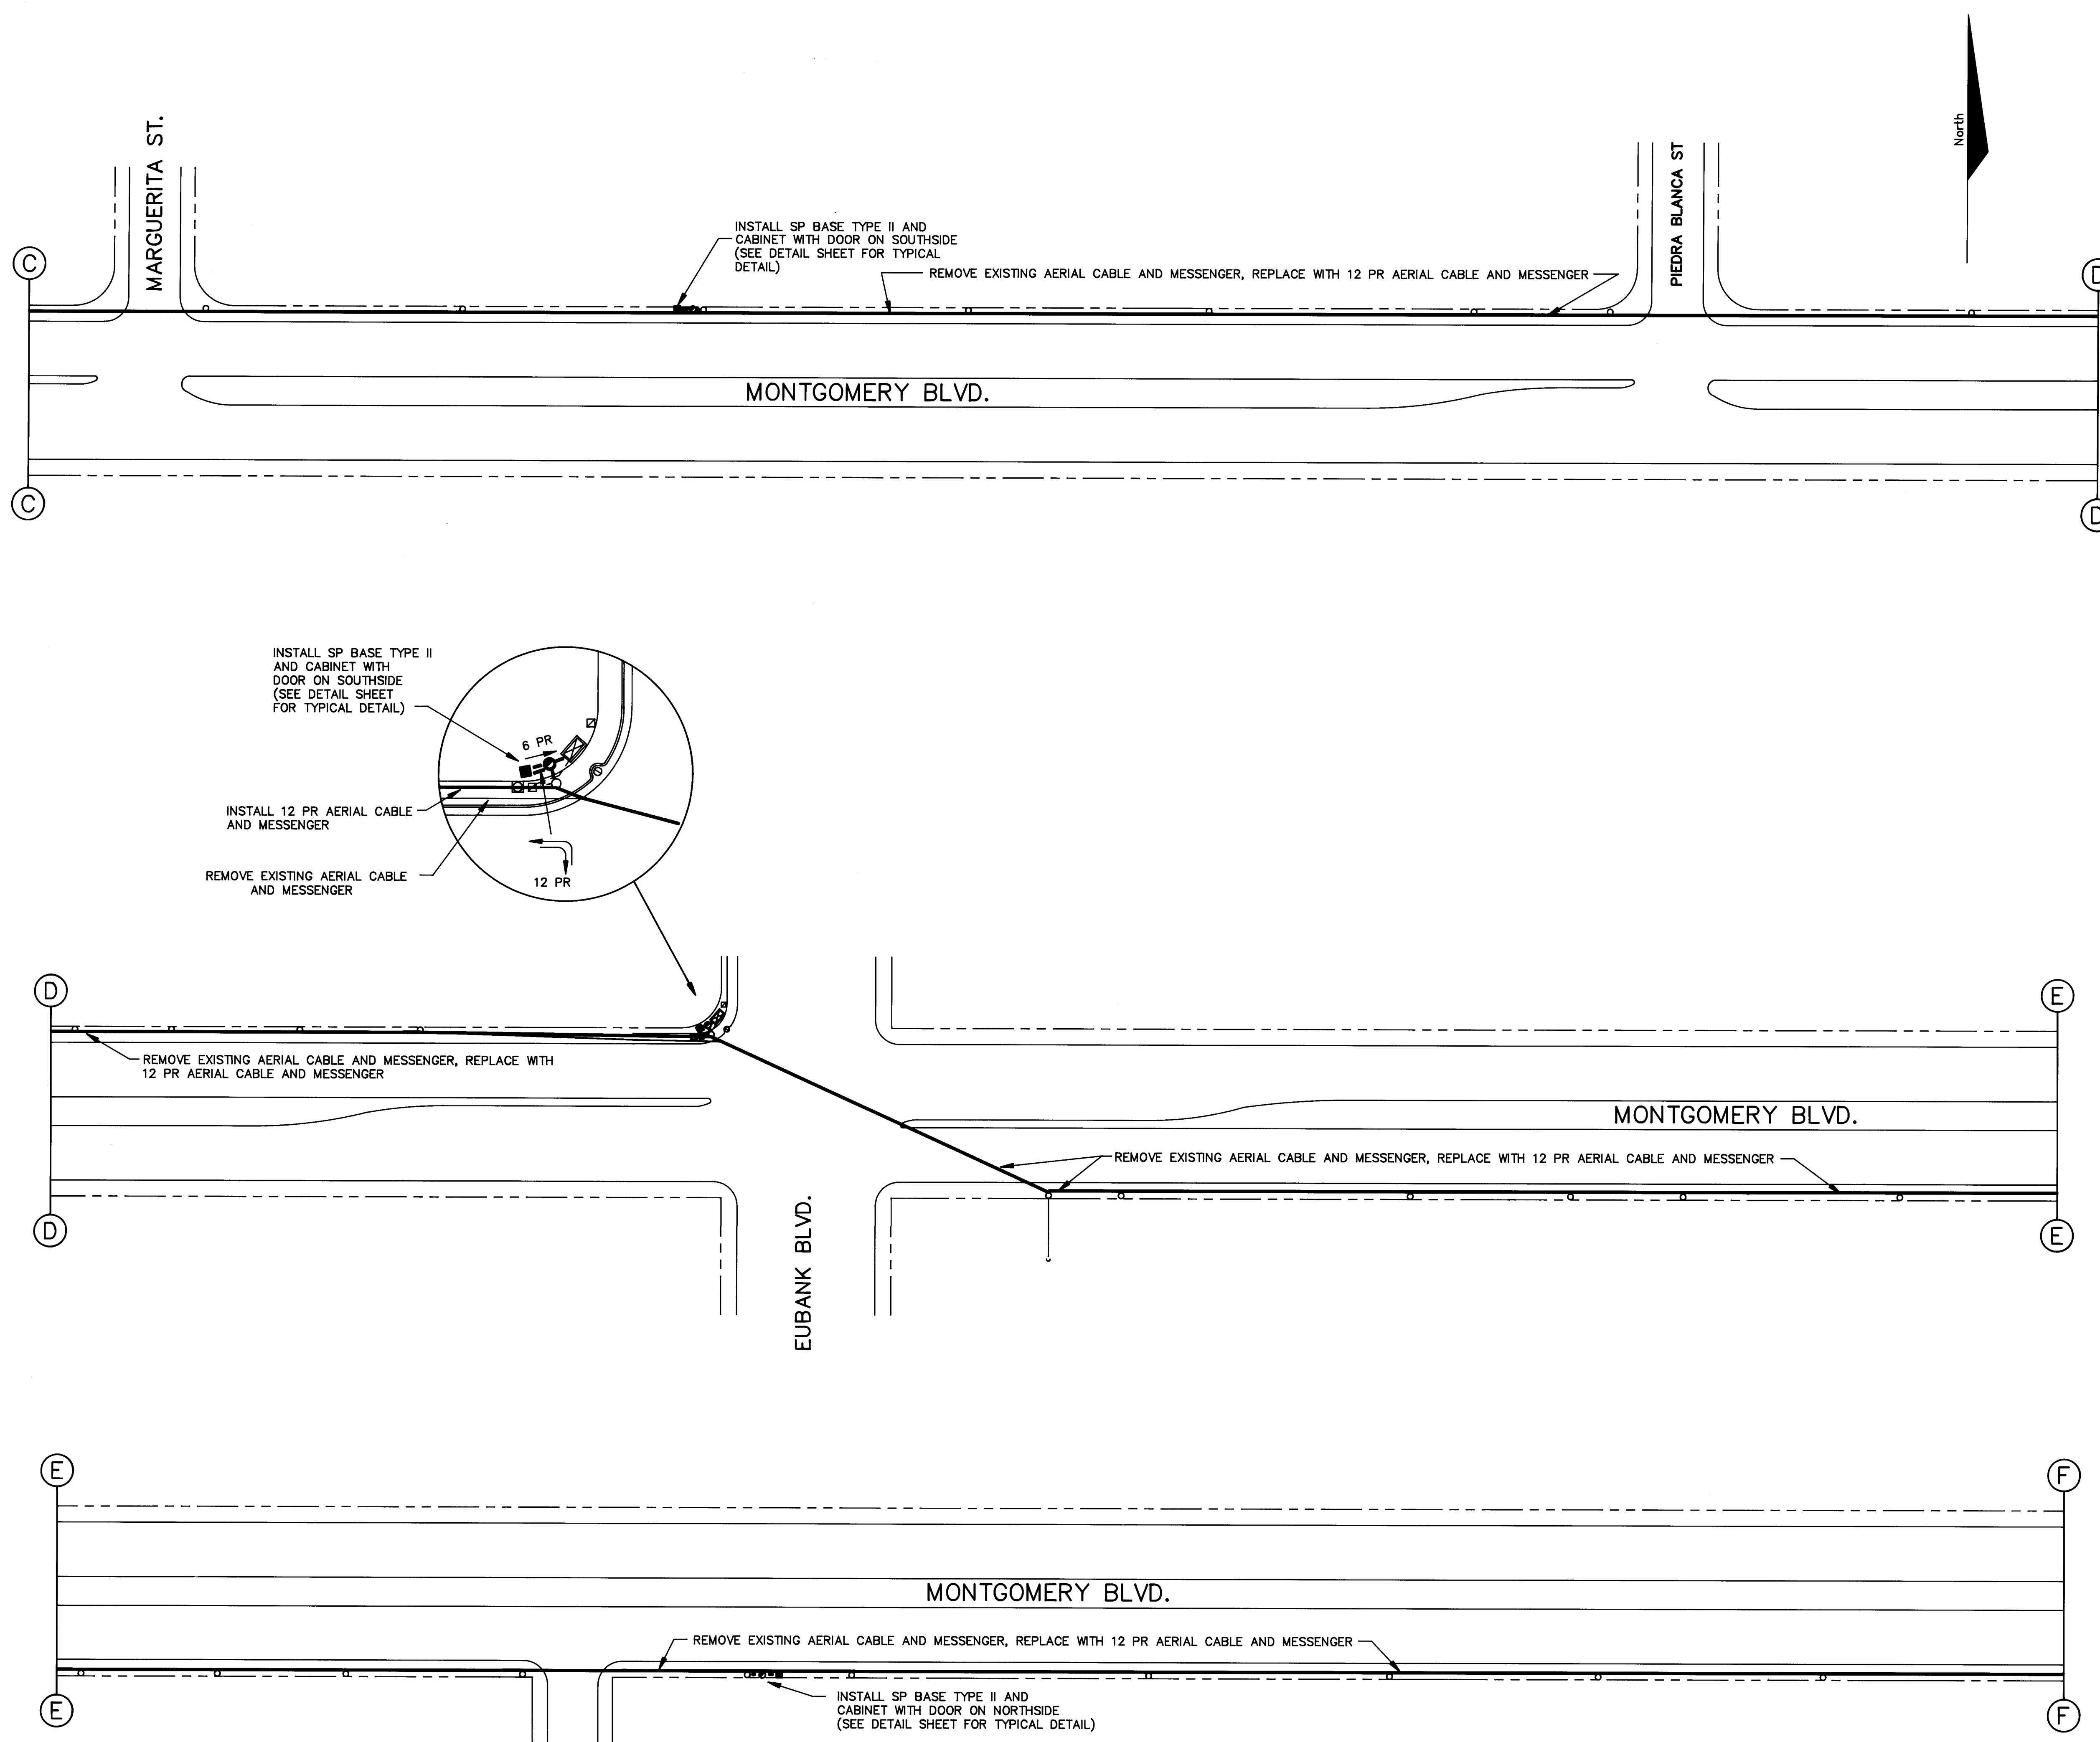 North
MARGUERITA ST.
PIEDRA BLANCA ST
INSTALL SP BASE TYPE II AND
CABINET WITH DOOR ON SOUTHSIDE
(SEE DETAIL SHEET FOR TYPICAL
DETAIL)
REMOVE EXISTING AERIAL CABLE AND MESSENGER, REPLACE WITH 12 PR AERIAL CABLE AND MESSENGER
C
D
MONTGOMERY BLVD.
C
D
INSTALL SP BASE TYPE II
AND CABINET WITH
DOOR ON SOUTHSIDE
(SEE DETAIL SHEET
FOR TYPICAL DETAIL)
6 PR
INSTALL 12 PR AERIAL CABLE
AND MESSENGER
REMOVE EXISTING AERIAL CABLE
AND MESSENGER
12 PR
D
E
REMOVE EXISTING AERIAL CABLE AND MESSENGER, REPLACE WITH
12 PR AERIAL CABLE AND MESSENGER
MONTGOMERY BLVD.
REMOVE EXISTING AERIAL CABLE AND MESSENGER, REPLACE WITH 12 PR AERIAL CABLE AND MESSENGER
D
E
EUBANK BLVD.
E
F
MONTGOMERY BLVD.
REMOVE EXISTING AERIAL CABLE AND MESSENGER, REPLACE WITH 12 PR AERIAL CABLE AND MESSENGER
E
F
INSTALL SP BASE TYPE II AND
CABINET WITH DOOR ON NORTHSIDE
(SEE DETAIL SHEET FOR TYPICAL DETAIL)